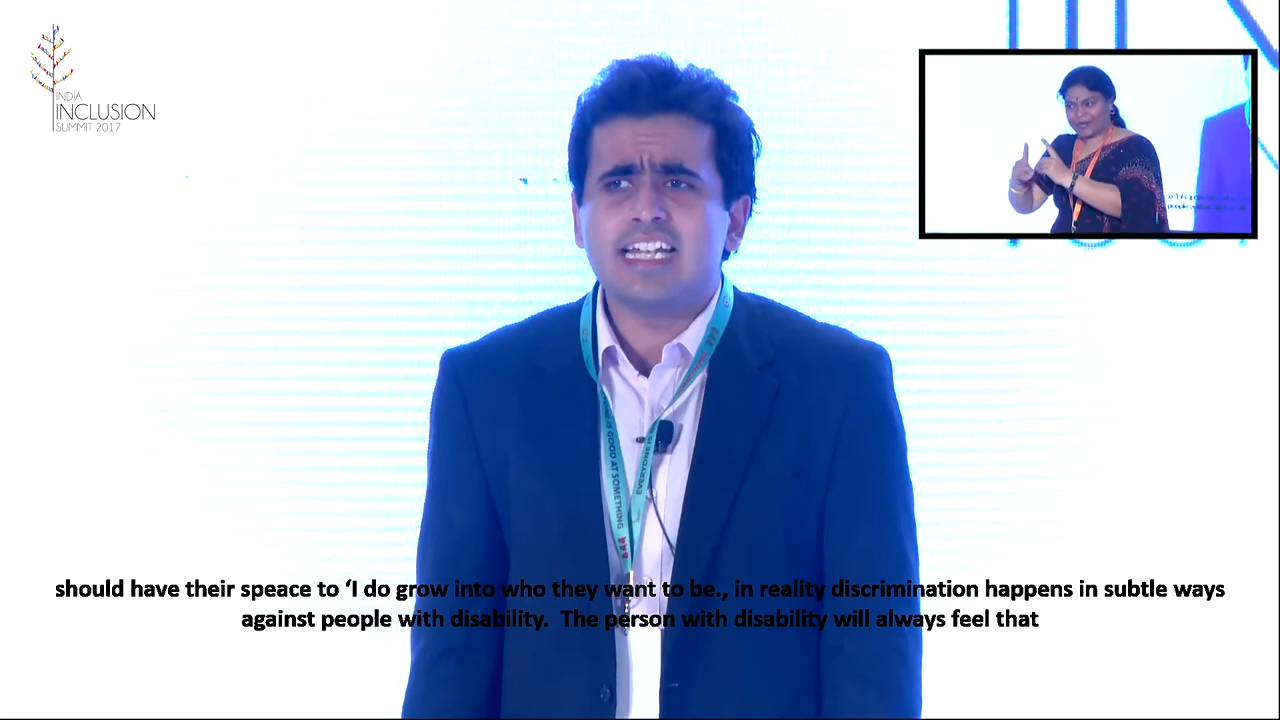 INDIA
INCLUSION
SUMMIT 2017
IS GOOD AT SOMETHING
EVERYONE IS
should have their speace to ‘I do grow into who they want to be., in reality discrimination happens in subtle ways
against people with disability.  The person with disability will always feel that